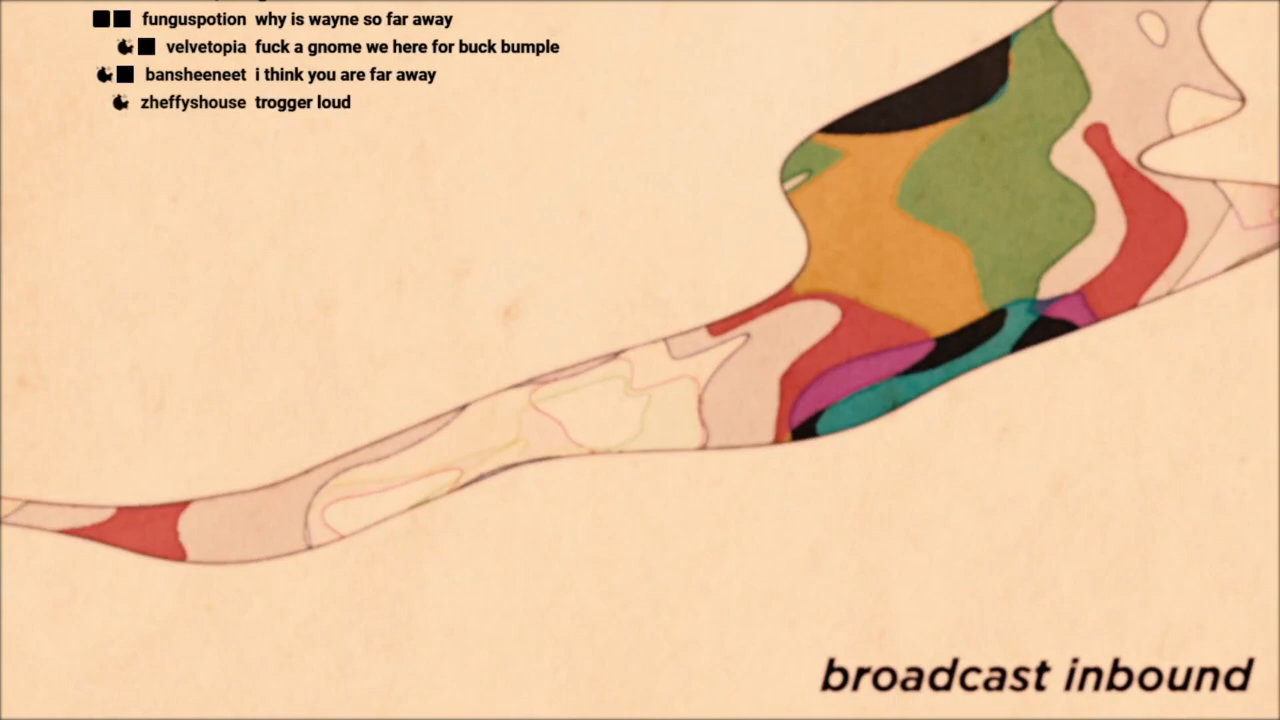 funguspotion why is wayne so far away
velvetopia fuck a gnome we here for buck bumple
bansheeneet i think you are far away
zheffyshouse trogger loud
broadcast inbound